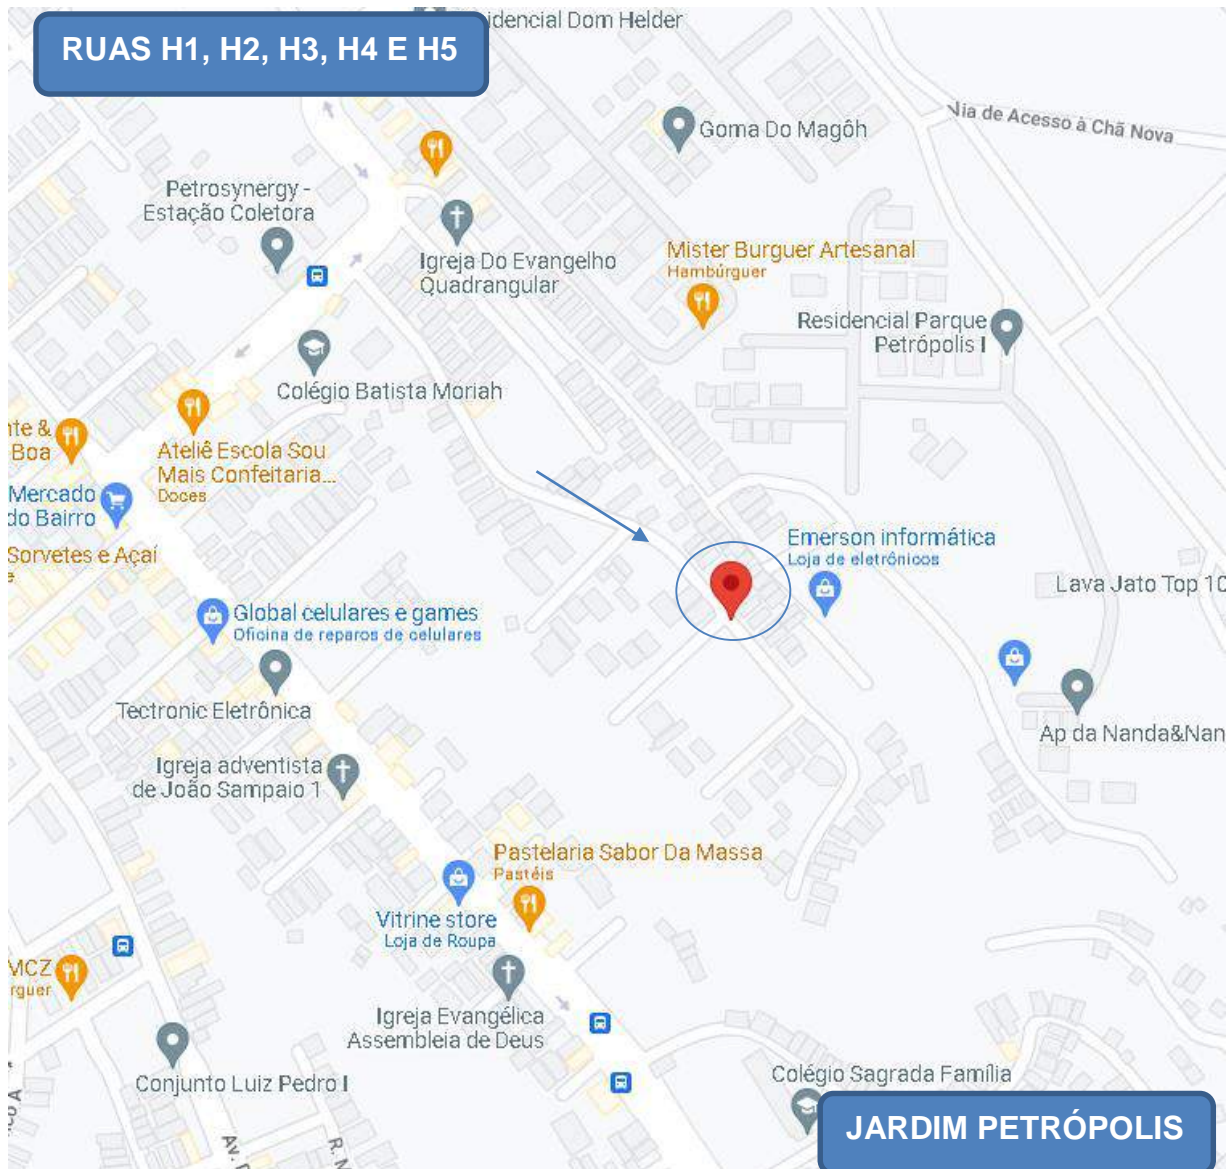 RUAS H1, H2, H3, H4 E H5
idencial Dom Helder
Via de Acesso à Chã Nova
Goma Do Magôh
Petrosynergy -
Estação Coletora
Igreja Do Evangelho
Quadrangular
Mister Burguer Artesanal
Hambúrguer
Residencial Parque
Petrópolis I
Colégio Batista Moriah
nte &
Boa
Ateliê Escola Sou
Mais Confeitaria...
Doces
Mercado
do Bairro
Sorvetes e Açaí
e
Emerson informática
Loja de eletrônicos
Lava Jato Top 10
Global celulares e games
Oficina de reparos de celulares
Tectronic Eletrônica
Ap da Nanda&Nan
Igreja adventista
de João Sampaio 1
Pastelaria Sabor Da Massa
Pastéis
Vitrine store
Loja de Roupa
MCZ
rguer
Igreja Evangélica
Assembleia de Deus
Conjunto Luiz Pedro I
Colégio Sagrada Família
JARDIM PETRÓPOLIS
Av.
R. M